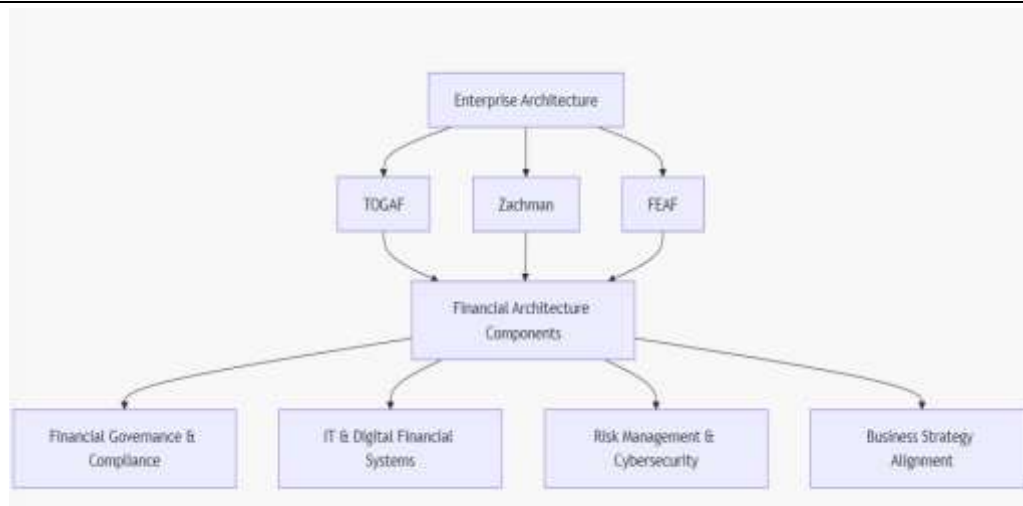 Enterprise Architecture
TOGAF
Zachman
FEAF
Financial Architecture
Components
Financial Governance &
Compliance
IT & Digital Financial
Systems
Risk Management &
Cybersecurity
Business Strategy
Alignment